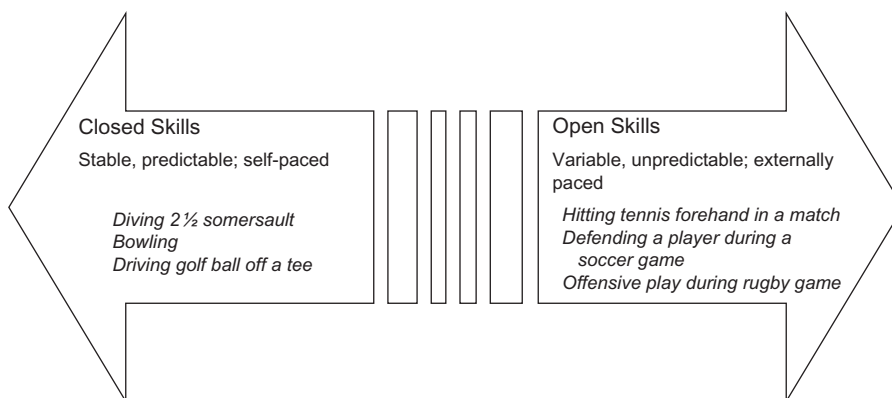 Closed Skills
Stable, predictable; self-paced
Diving 2½ somersault
Bowling
Driving golf ball off a tee
Open Skills
Variable, unpredictable; externally
paced
Hitting tennis forehand in a match
Defending a player during a
soccer game
Offensive play during rugby game